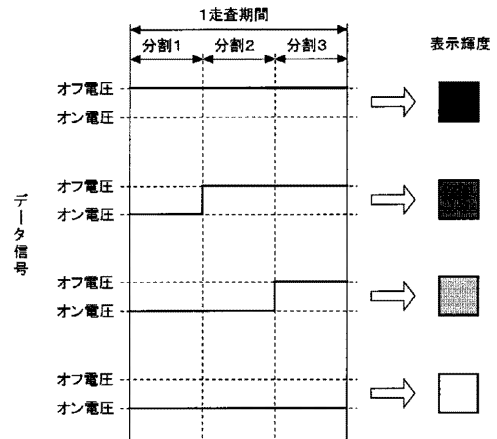 1走査期間
分割1 分割2 分割3
表示輝度
オフ電圧
オン電圧
オフ電圧
オン電圧
データ信号
オフ電圧
オン電圧
オフ電圧
オン電圧